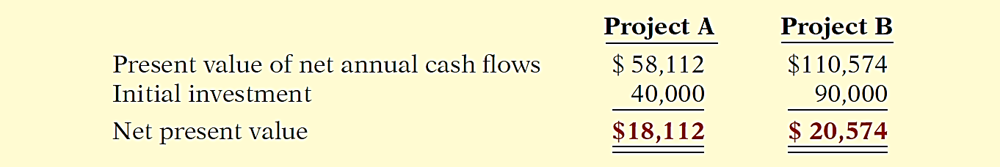 Project A Project B
Present value of net annual cash flows $ 58,112 $110,574
Initial investment 40,000 90,000
Net present value $18,112 $ 20,574